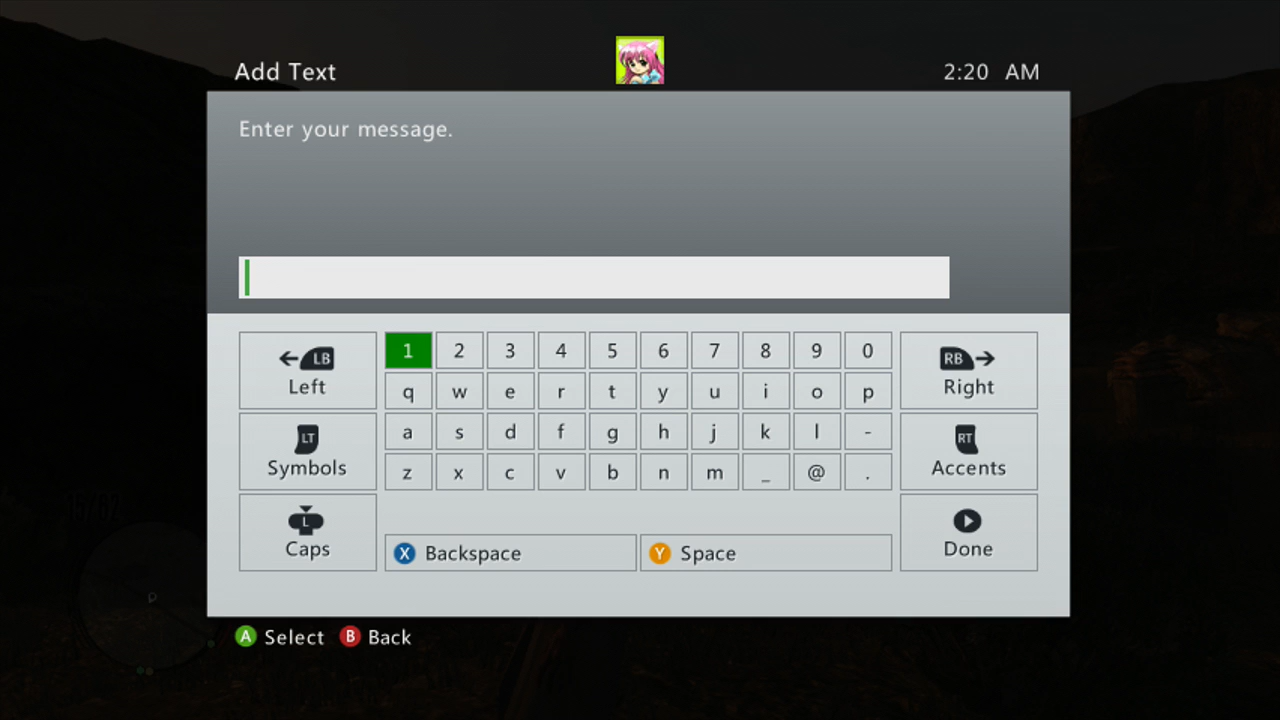 Add Text
2:20 AM
Enter your message.
LB
Left
1 2 3 4 5 6 7 8 9 0
RB
Right
q w e r t y u i o p
LT
Symbols
a s d f g h j k l -
RT
Accents
z x c v b n m _ @ .
L
Caps
X Backspace
Y Space
Done
A Select B Back